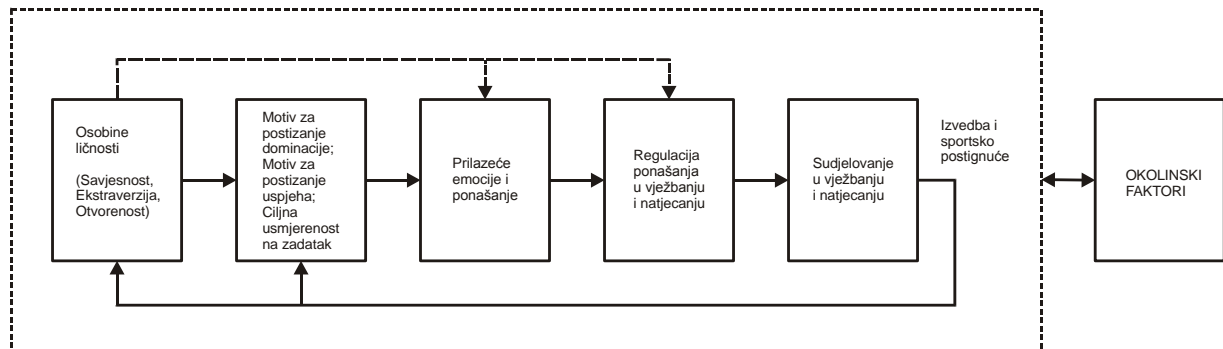 Osobine
ličnosti
(Savjesnost,
Ekstraverzija,
Otvorenost)
Motiv za
postizanje
dominacije;
Motiv za
postizanje
uspjeha;
Ciljna
usmjerenost
na zadatak
Prilazeće
emocije i
ponašanje
Regulacija
ponašanja
u vježbanju
i natjecanju
Sudjelovanje
u vježbanju
i natjecanju
Izvedba i
sportsko
postignuće
OKOLINSKI
FAKTORI